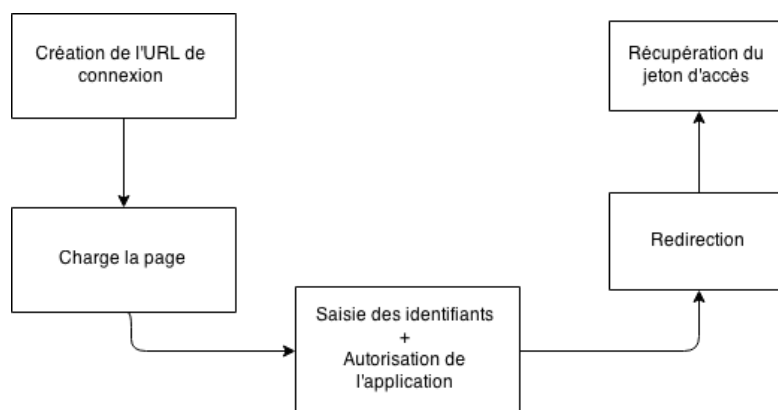 Création de l'URL de
connexion
Charge la page
Saisie des identifiants
+
Autorisation de
l'application
Redirection
Récupération du
jeton d'accès